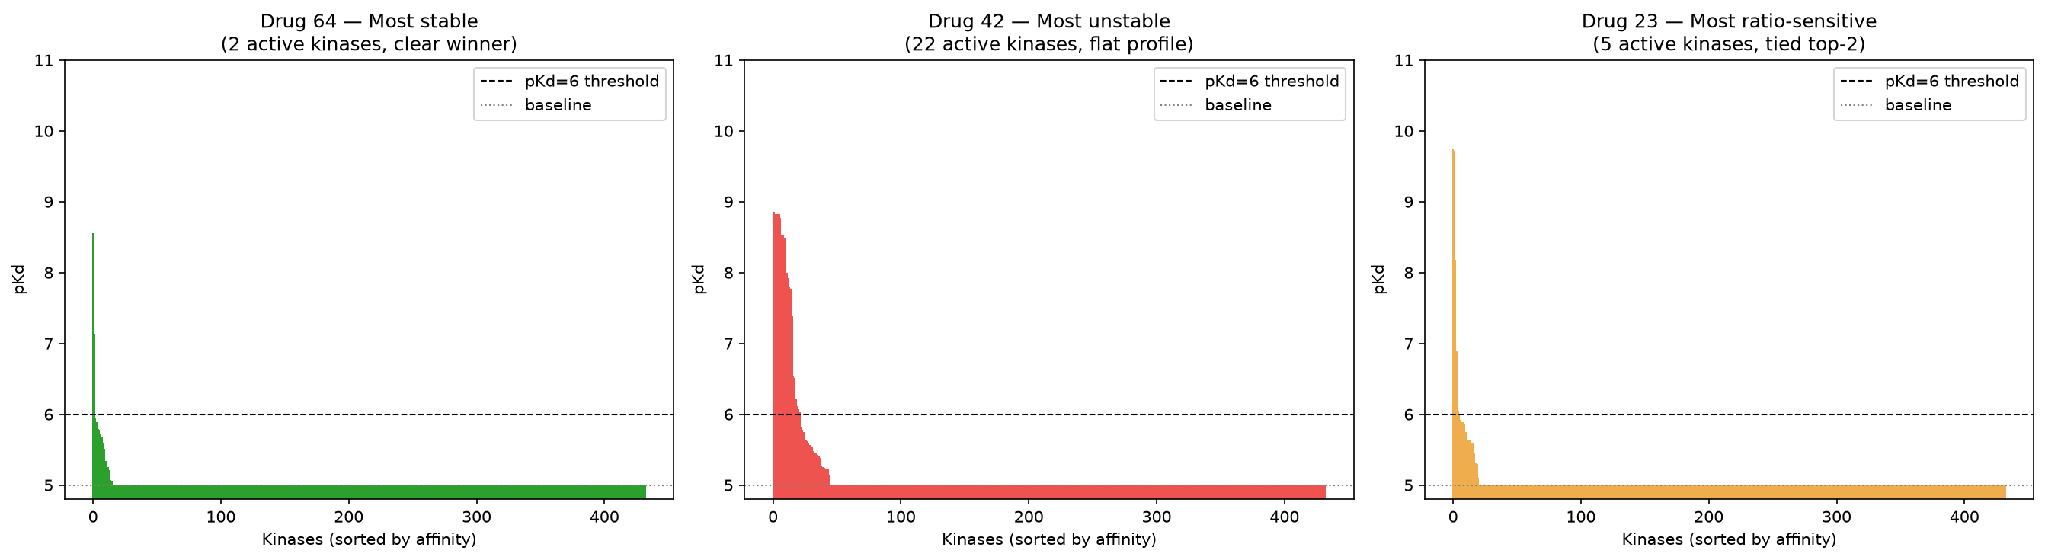 Drug 64 — Most stable
(2 active kinases, clear winner)
11
10
9
8
7
6
5
pKd
pKd=6 threshold
baseline
0 100 200 300 400
Kinases (sorted by affinity)
Drug 42 — Most unstable
(22 active kinases, flat profile)
11
10
9
8
7
6
5
pKd
pKd=6 threshold
baseline
0 100 200 300 400
Kinases (sorted by affinity)
Drug 23 — Most ratio-sensitive
(5 active kinases, tied top-2)
11
10
9
8
7
6
5
pKd
pKd=6 threshold
baseline
0 100 200 300 400
Kinases (sorted by affinity)